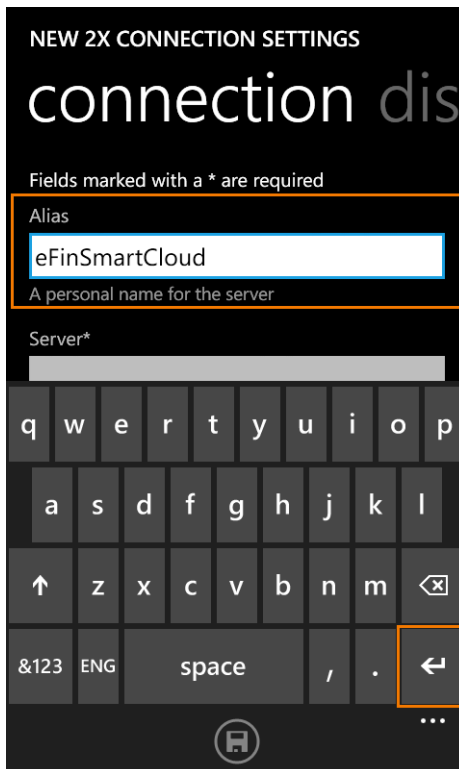 NEW 2X CONNECTION SETTINGS
connection dis
Fields marked with a * are required
Alias
eFinSmartCloud
A personal name for the server
Server*
q w e r t y u i o p
a s d f g h j k l
z x c v b n m
&123 ENG space , .
...